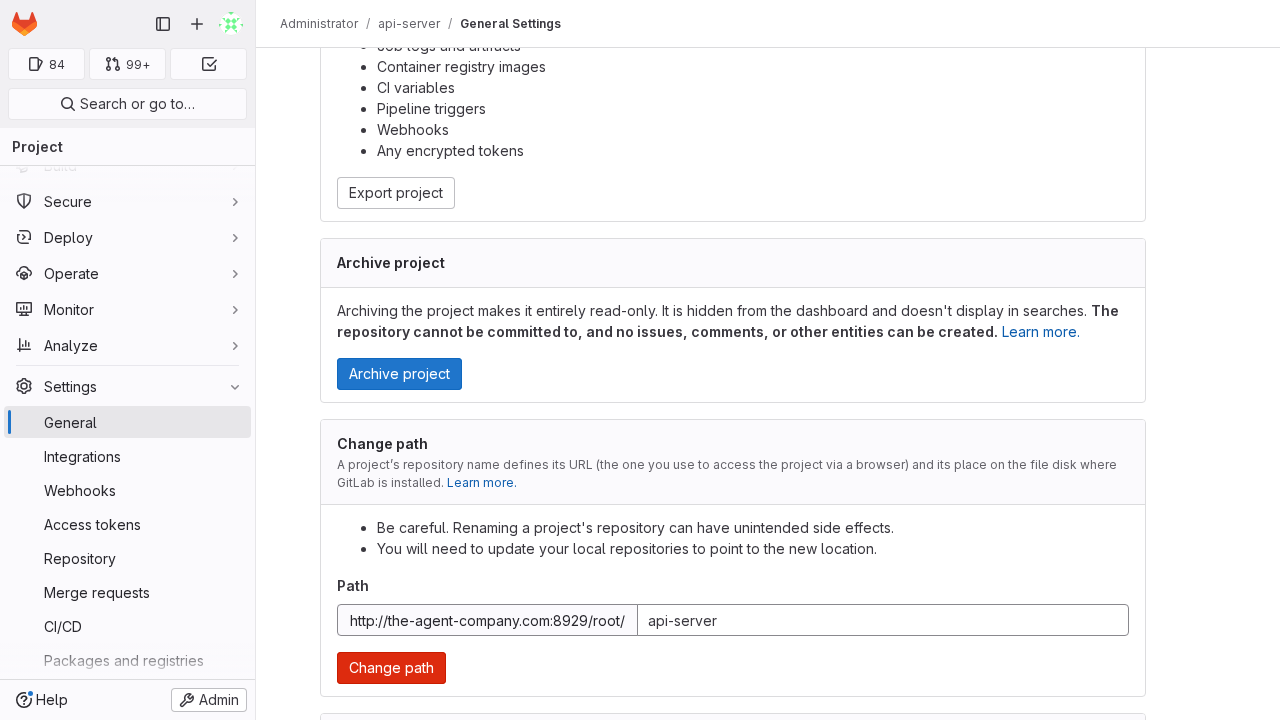 Administrator / api-server / General Settings
84
99+
Search or go to…
Project
Build
Secure
Deploy
Operate
Monitor
Analyze
Settings
General
Integrations
Webhooks
Access tokens
Repository
Merge requests
CI/CD
Packages and registries
Help
Admin
Job logs and artifacts
Container registry images
CI variables
Pipeline triggers
Webhooks
Any encrypted tokens
Export project
Archive project
Archiving the project makes it entirely read-only. It is hidden from the dashboard and doesn't display in searches. The
repository cannot be committed to, and no issues, comments, or other entities can be created. Learn more.
Archive project
Change path
A project’s repository name defines its URL (the one you use to access the project via a browser) and its place on the file disk where
GitLab is installed. Learn more.
Be careful. Renaming a project's repository can have unintended side effects.
You will need to update your local repositories to point to the new location.
Path
http://the-agent-company.com:8929/root/ api-server
Change path